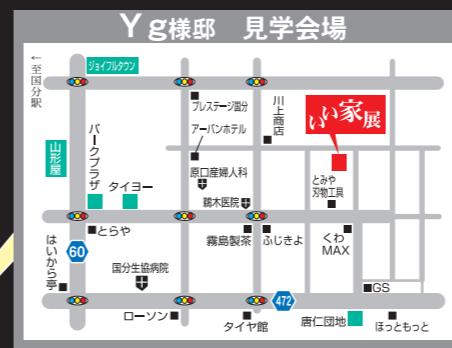 Yg様邸 見学会場
←至国分駅
ジョイフルタウン
山形屋
パークプラザ
タイヨー
プレステージ国分
アーバンホテル
原口産婦人科
鵜木医院
川上商店
いい家展
とみや
刃物工具
とらや
霧島製茶
ふじきよ
くわ
MAX
はいから亭
60
国分生協病院
472
GS
ローソン
タイヤ館
唐仁団地
ほっともっと